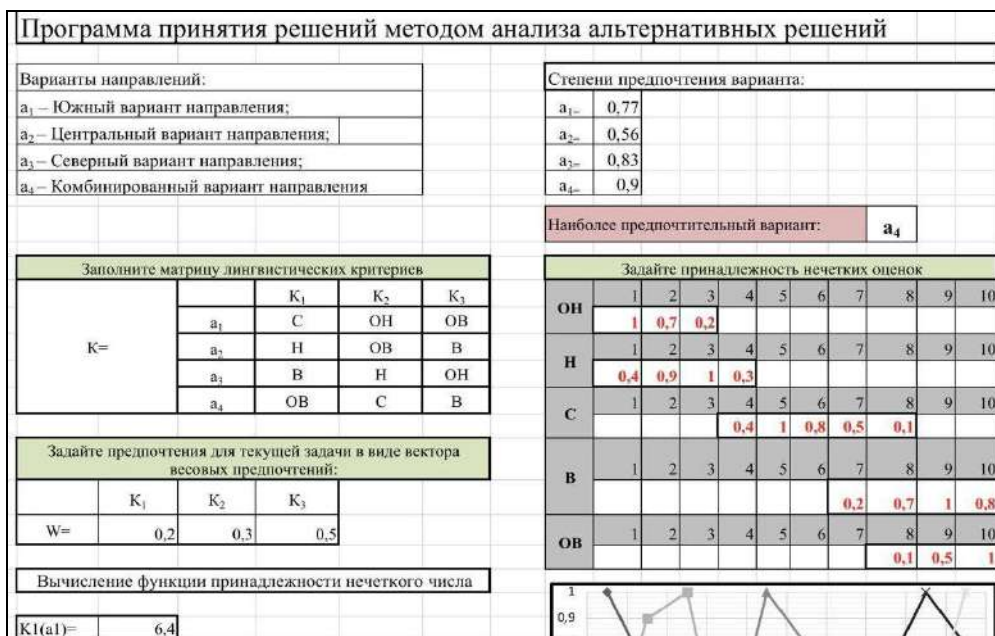 Программа принятия решений методом анализа альтернативных решений
Варианты направлений:
a₁ – Южный вариант направления;
a₂ – Центральный вариант направления;
a₃ – Северный вариант направления;
a₄ – Комбинированный вариант направления
Степени предпочтения варианта:
a₁= 0,77
a₂= 0,56
a₃= 0,83
a₄= 0,9
Наиболее предпочтительный вариант: a₄
Заполните матрицу лингвистических критериев
K₁ K₂ K₃
a₁ С ОН ОВ
К= a₂ Н ОВ В
a₃ В Н ОН
a₄ ОВ С В
Задайте предпочтения для текущей задачи в виде вектора
весовых предпочтений:
K₁ K₂ K₃
W= 0,2 0,3 0,5
Вычисление функции принадлежности нечеткого числа
K1(a1)= 6,4
Задайте принадлежность нечетких оценок
ОН 1 2 3 4 5 6 7 8 9 10
1 0,7 0,2
Н 1 2 3 4 5 6 7 8 9 10
0,4 0,9 1 0,3
С 1 2 3 4 5 6 7 8 9 10
0,4 1 0,8 0,5 0,1
В 1 2 3 4 5 6 7 8 9 10
0,2 0,7 1 0,8
ОВ 1 2 3 4 5 6 7 8 9 10
0,1 0,5 1
1
0,9